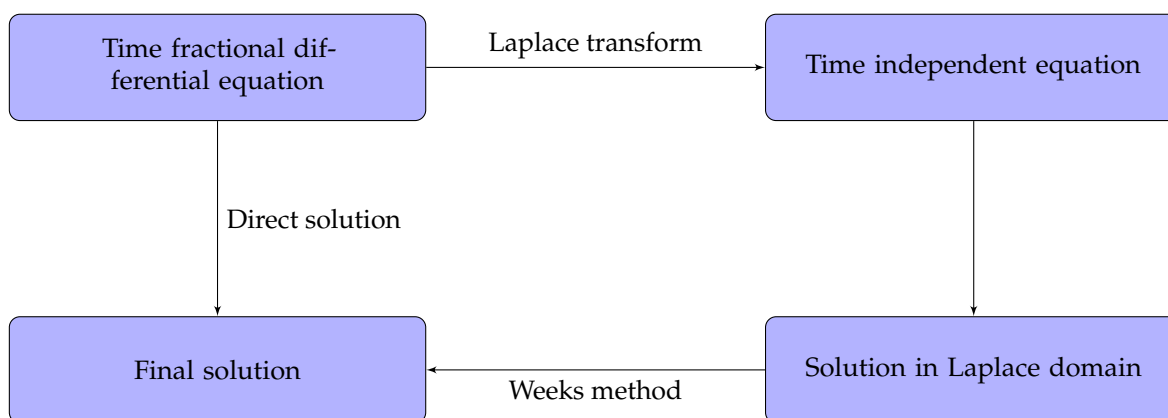 Time fractional dif-
ferential equation
Laplace transform
Time independent equation
Direct solution
Final solution
Weeks method
Solution in Laplace domain